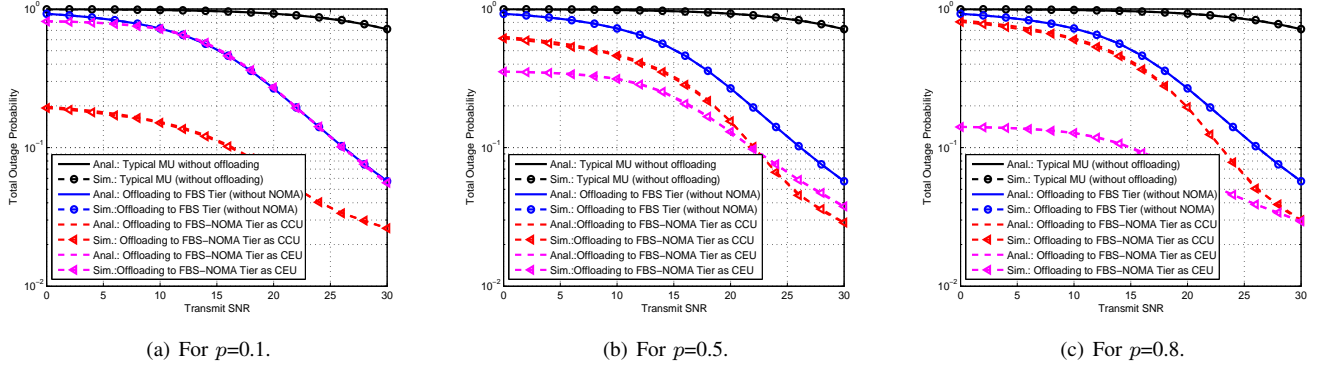 10^0
10^-1
10^-2
Total Outage Probability
0 5 10 15 20 25 30
Transmit SNR
Anal.: Typical MU without offloading
Sim.: Typical MU (without offloading)
Anal.: Offloading to FBS Tier (without NOMA)
Sim.:Offloading to FBS Tier (without NOMA)
Anal.: Offloading to FBS−NOMA Tier as CCU
Sim.: Offloading to FBS−NOMA Tier as CCU
Anal.: Offloading to FBS−NOMA Tier as CEU
Sim.:Offloading to FBS−NOMA Tier as CEU
(a) For p=0.1.
10^0
10^-1
10^-2
Total Outage Probability
0 5 10 15 20 25 30
Transmit SNR
Anal.: Typical MU without offloading
Sim.: Typical MU (without offloading)
Anal.: Offloading to FBS Tier (without NOMA)
Sim.:Offloading to FBS Tier (without NOMA)
Anal.: Offloading to FBS−NOMA Tier as CCU
Sim.: Offloading to FBS−NOMA Tier as CCU
Anal.: Offloading to FBS−NOMA Tier as CEU
Sim.:Offloading to FBS−NOMA Tier as CEU
(b) For p=0.5.
10^0
10^-1
10^-2
Total Outage Probability
0 5 10 15 20 25 30
Transmit SNR
Anal.: Typical MU (without offloading)
Sim.: Typical MU (without offloading)
Anal.: Offloading to FBS Tier (without NOMA)
Sim.: Offloading to FBS Tier (without NOMA)
Anal.: Offloading to FBS−NOMA Tier as CCU
Sim.: Offloading to FBS−NOMA Tier as CCU
Anal.: Offloading to FBS−NOMA Tier as CEU
Sim.: Offloading to FBS−NOMA Tier as CEU
(c) For p=0.8.